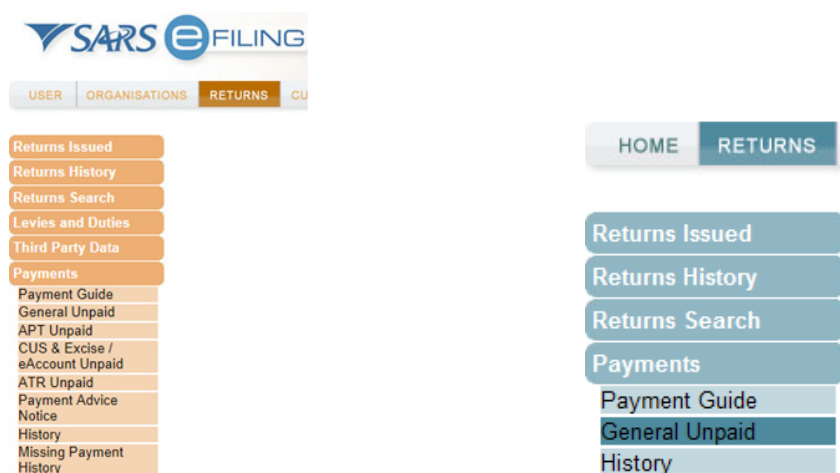 SARS eFILING
USER ORGANISATIONS RETURNS CU
Returns Issued
Returns History
Returns Search
Levies and Duties
Third Party Data
Payments
Payment Guide
General Unpaid
APT Unpaid
CUS & Excise /
eAccount Unpaid
ATR Unpaid
Payment Advice
Notice
History
Missing Payment
History
HOME RETURNS
Returns Issued
Returns History
Returns Search
Payments
Payment Guide
General Unpaid
History